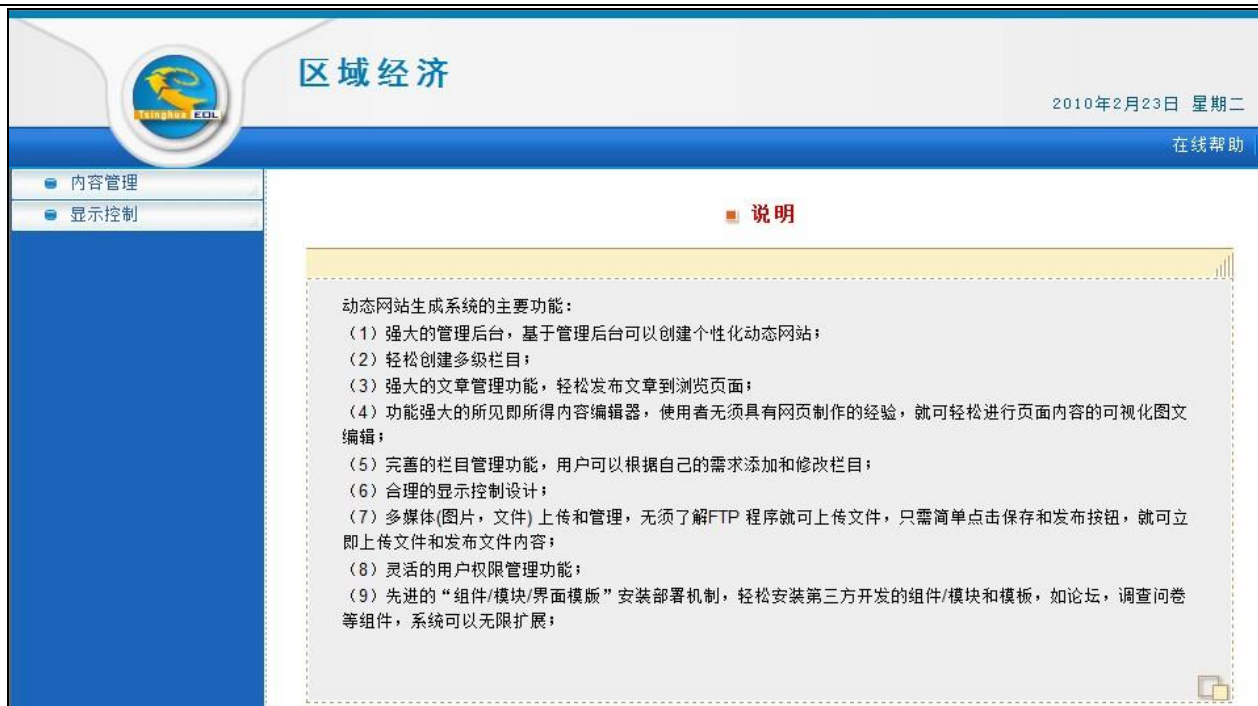 Tsinghua EOL
区域经济
2010年2月23日 星期二
在线帮助
内容管理
显示控制
说明
动态网站生成系统的主要功能：
（1）强大的管理后台，基于管理后台可以创建个性化动态网站；
（2）轻松创建多级栏目；
（3）强大的文章管理功能，轻松发布文章到浏览页面；
（4）功能强大的所见即所得内容编辑器，使用者无须具有网页制作的经验，就可轻松进行页面内容的可视化图文
编辑；
（5）完善的栏目管理功能，用户可以根据自己的需求添加和修改栏目；
（6）合理的显示控制设计；
（7）多媒体(图片，文件) 上传和管理，无须了解FTP 程序就可上传文件，只需简单点击保存和发布按钮，就可立
即上传文件和发布文件内容；
（8）灵活的用户权限管理功能；
（9）先进的“组件/模块/界面模版”安装部署机制，轻松安装第三方开发的组件/模块和模板，如论坛，调查问卷
等组件，系统可以无限扩展；